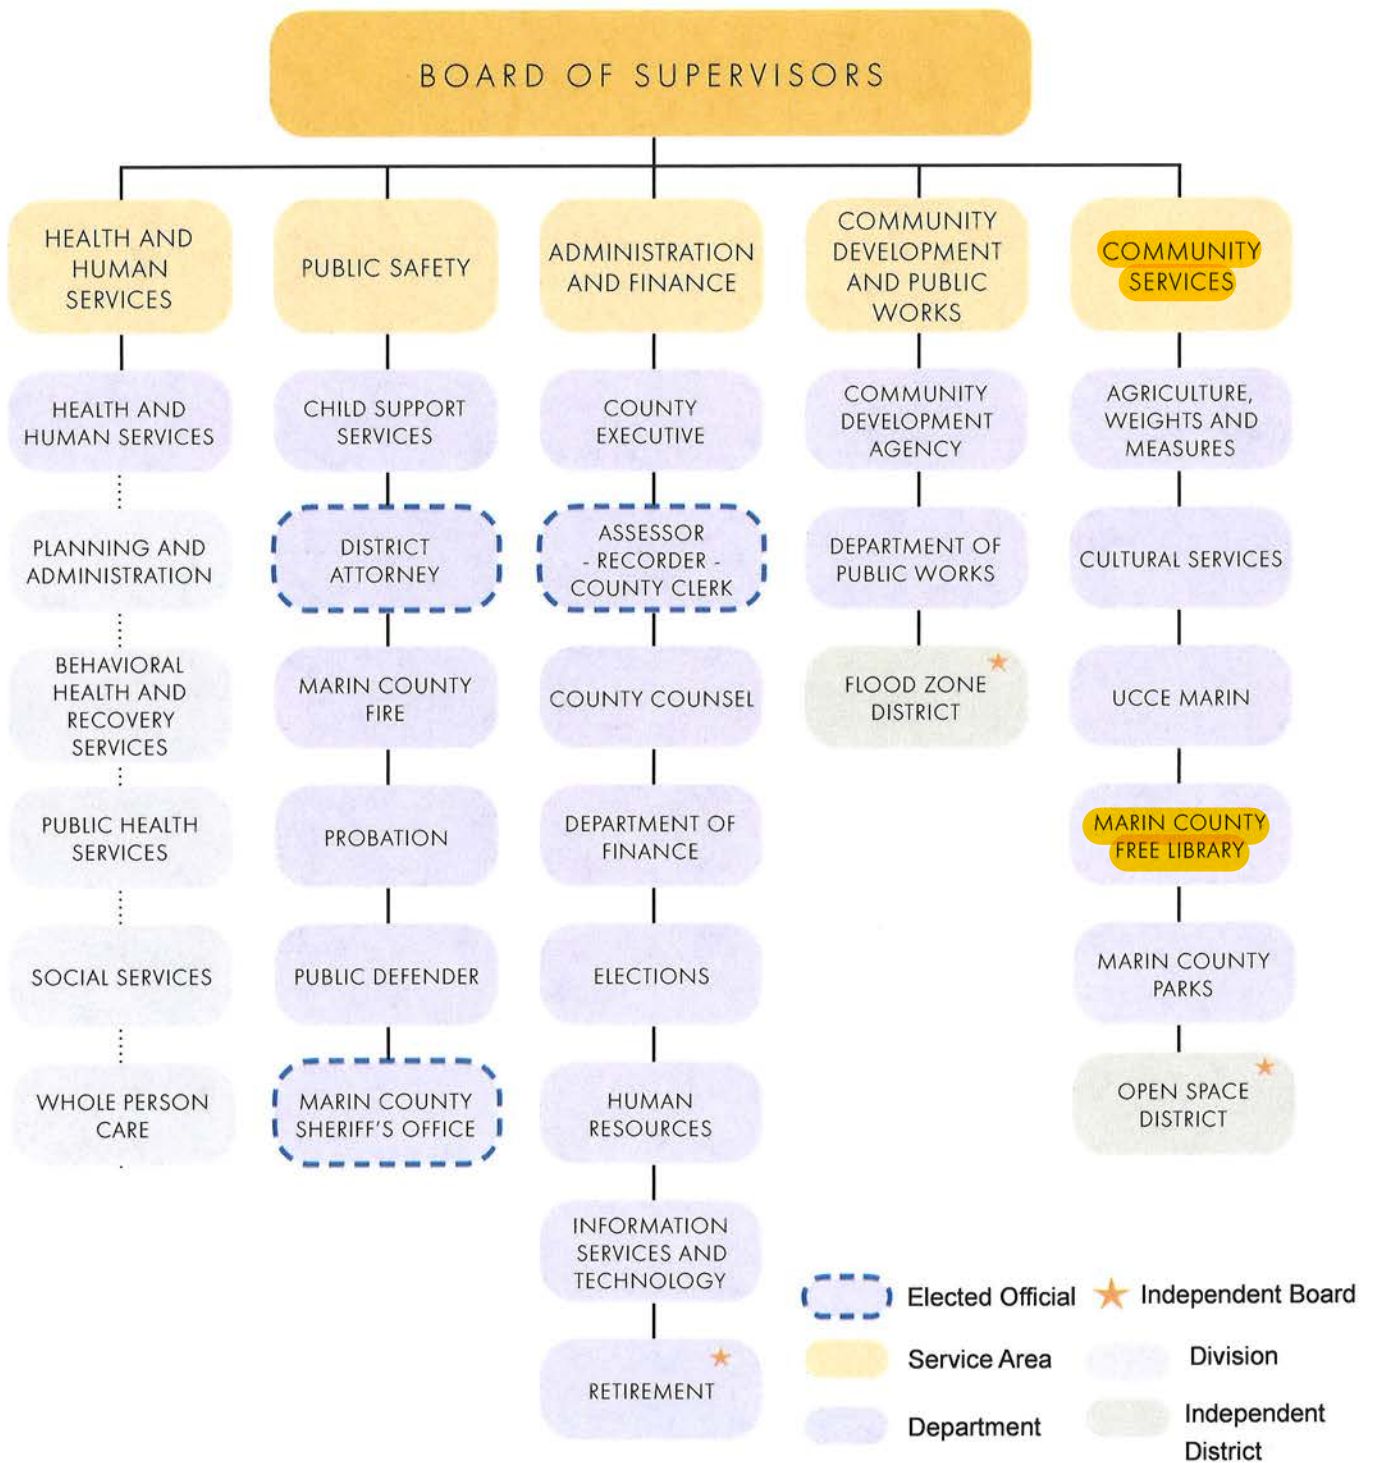 BOARD OF SUPERVISORS
HEALTH AND
HUMAN
SERVICES
PUBLIC SAFETY
ADMINISTRATION
AND FINANCE
COMMUNITY
DEVELOPMENT
AND PUBLIC
WORKS
COMMUNITY
SERVICES
HEALTH AND
HUMAN SERVICES
PLANNING AND
ADMINISTRATION
BEHAVIORAL
HEALTH AND
RECOVERY
SERVICES
PUBLIC HEALTH
SERVICES
SOCIAL SERVICES
WHOLE PERSON
CARE
CHILD SUPPORT
SERVICES
DISTRICT
ATTORNEY
MARIN COUNTY
FIRE
PROBATION
PUBLIC DEFENDER
MARIN COUNTY
SHERIFF'S OFFICE
COUNTY
EXECUTIVE
ASSESSOR
- RECORDER -
COUNTY CLERK
COUNTY COUNSEL
DEPARTMENT OF
FINANCE
ELECTIONS
HUMAN
RESOURCES
INFORMATION
SERVICES AND
TECHNOLOGY
RETIREMENT
COMMUNITY
DEVELOPMENT
AGENCY
DEPARTMENT OF
PUBLIC WORKS
FLOOD ZONE
DISTRICT
AGRICULTURE,
WEIGHTS AND
MEASURES
CULTURAL SERVICES
UCCE MARIN
MARIN COUNTY
FREE LIBRARY
MARIN COUNTY
PARKS
OPEN SPACE
DISTRICT
Elected Official
Independent Board
Service Area
Division
Department
Independent
District